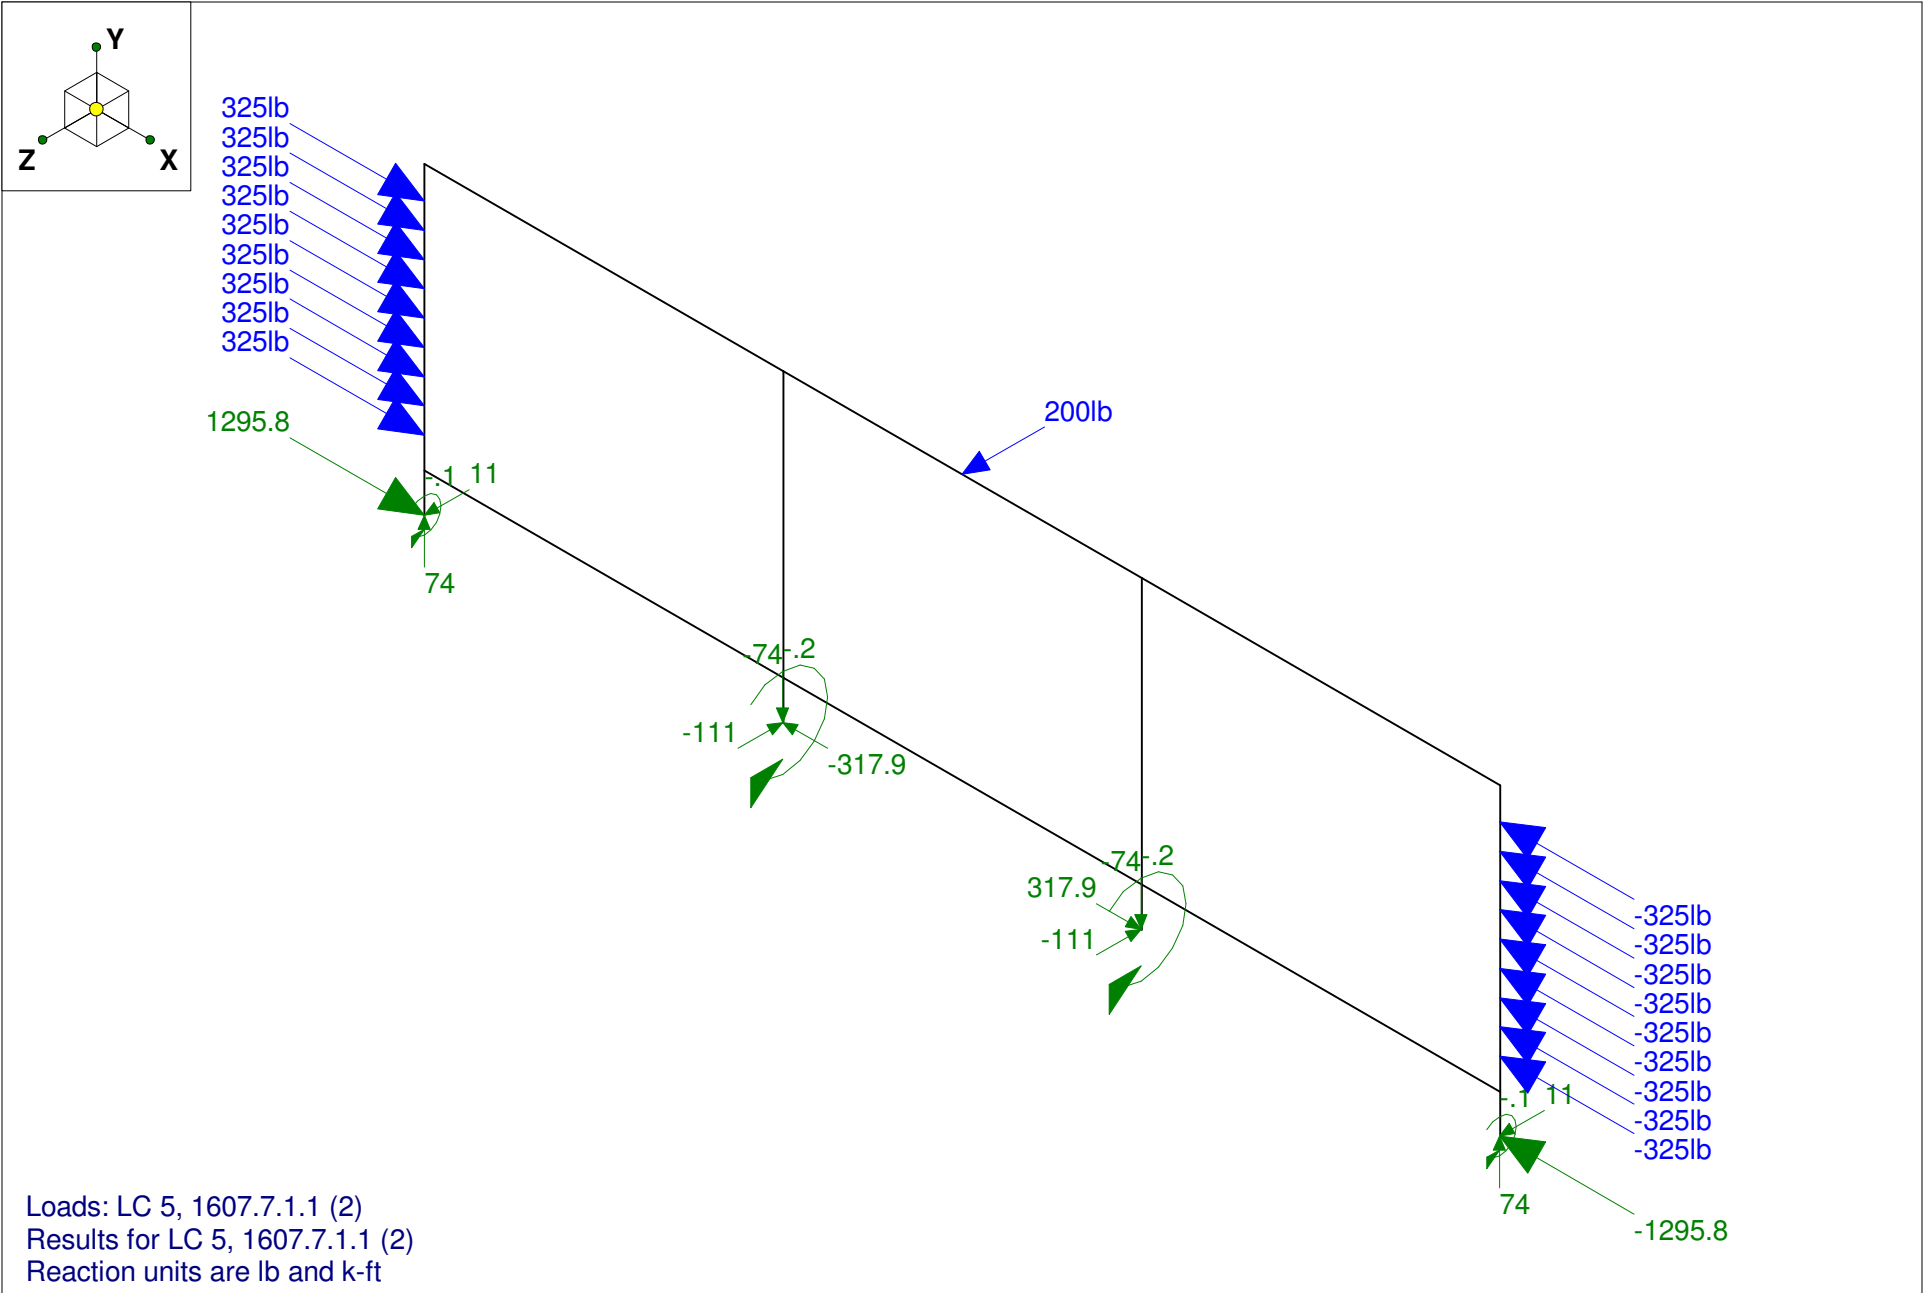 Y
Z
X
325lb
325lb
325lb
325lb
325lb
325lb
325lb
325lb
325lb
1295.8
-.1
11
74
200lb
-74
-.2
-111
-317.9
-74
-.2
317.9
-111
-325lb
-325lb
-325lb
-325lb
-325lb
-325lb
-325lb
-325lb
-325lb
-.1
11
74
-1295.8
Loads: LC 5, 1607.7.1.1 (2)
Results for LC 5, 1607.7.1.1 (2)
Reaction units are lb and k-ft